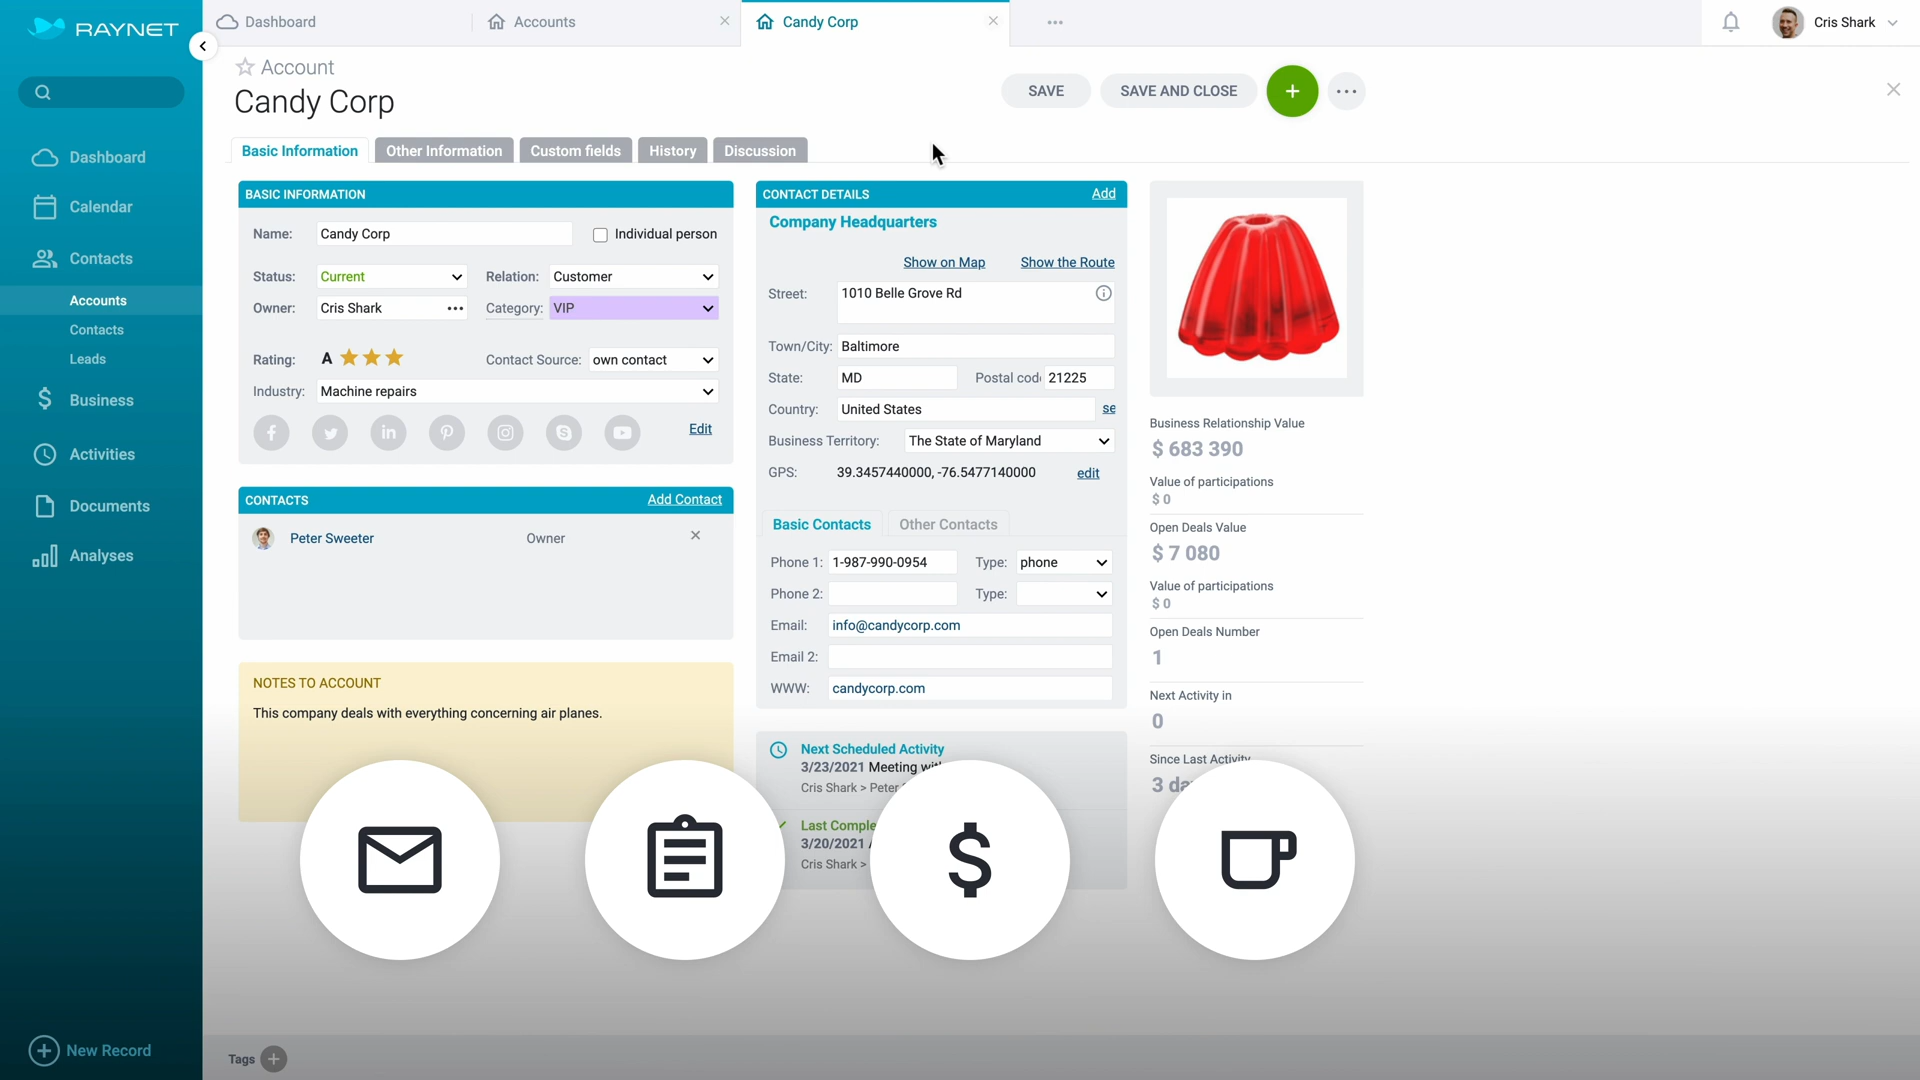 RAYNET
Dashboard
Accounts
Candy Corp
Cris Shark
Account
Candy Corp
SAVE
SAVE AND CLOSE
Basic Information
Other Information
Custom fields
History
Discussion
Dashboard
Calendar
Contacts
Accounts
Contacts
Leads
Business
Activities
Documents
Analyses
New Record
BASIC INFORMATION
Name: Candy Corp Individual person
Status: Current Relation: Customer
Owner: Cris Shark Category: VIP
Rating: A Contact Source: own contact
Industry: Machine repairs
Edit
CONTACTS Add Contact
Peter Sweeter Owner
NOTES TO ACCOUNT
This company deals with everything concerning air planes.
CONTACT DETAILS Add
Company Headquarters
Show on Map Show the Route
Street: 1010 Belle Grove Rd
Town/City: Baltimore
State: MD Postal cod 21225
Country: United States se
Business Territory: The State of Maryland
GPS: 39.3457440000, -76.5477140000 edit
Basic Contacts Other Contacts
Phone 1: 1-987-990-0954 Type: phone
Phone 2: Type:
Email: info@candycorp.com
Email 2:
WWW: candycorp.com
Next Scheduled Activity
3/23/2021 Meeting
Cris Shark > Peter
Last
3/20/2021
Cris Shark >
Business Relationship Value
$ 683 390
Value of participations
$ 0
Open Deals Value
$ 7 080
Value of participations
$ 0
Open Deals Number
1
Next Activity in
0
Since Last Activity
3
Tags